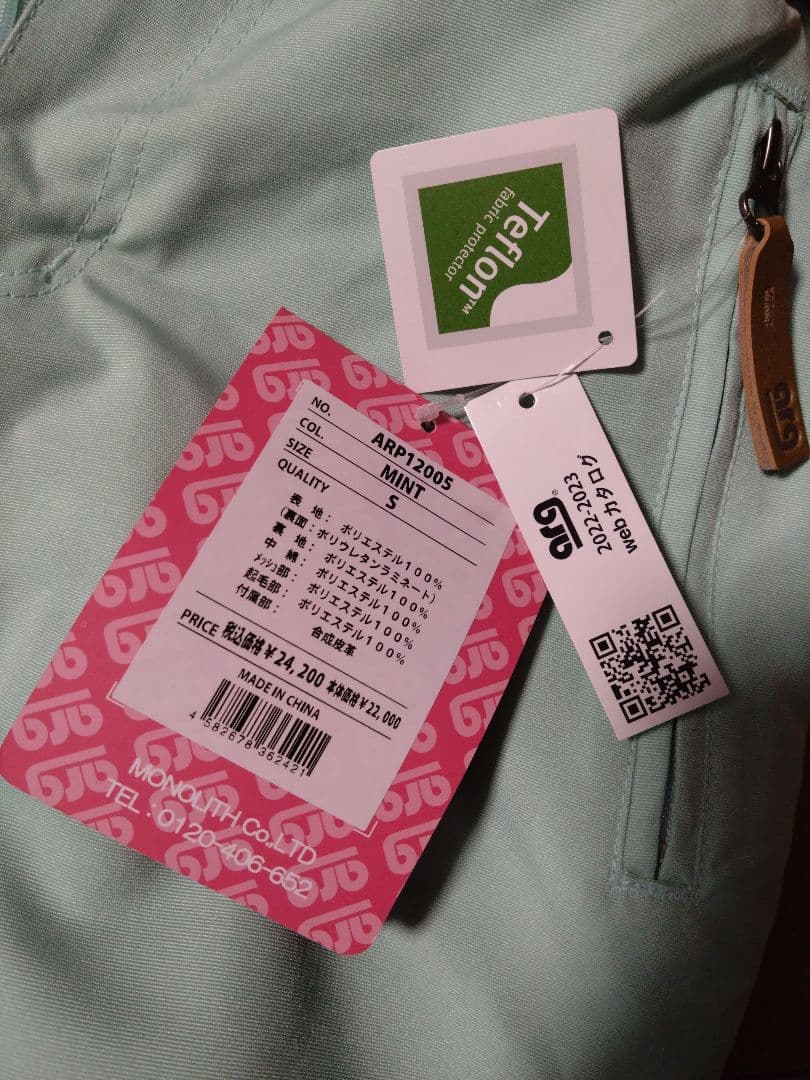 Teflon™
fabric protector
arg®
2022-2023
web カタログ
arg
NO. ARP12005
COL. MINT
SIZE S
QUALITY
表 地： ポリエステル１００％
（裏面：ポリウレタンラミネート）
裏 地： ポリエステル１００％
中 綿： ポリエステル１００％
メッシュ部： ポリエステル１００％
起毛部： ポリエステル１００％
付属部： 合成皮革
PRICE 税込価格￥24,200 本体価格￥22,000
MADE IN CHINA
4 582678 362421
MONOLITH Co.,LTD
TEL：0120-406-652